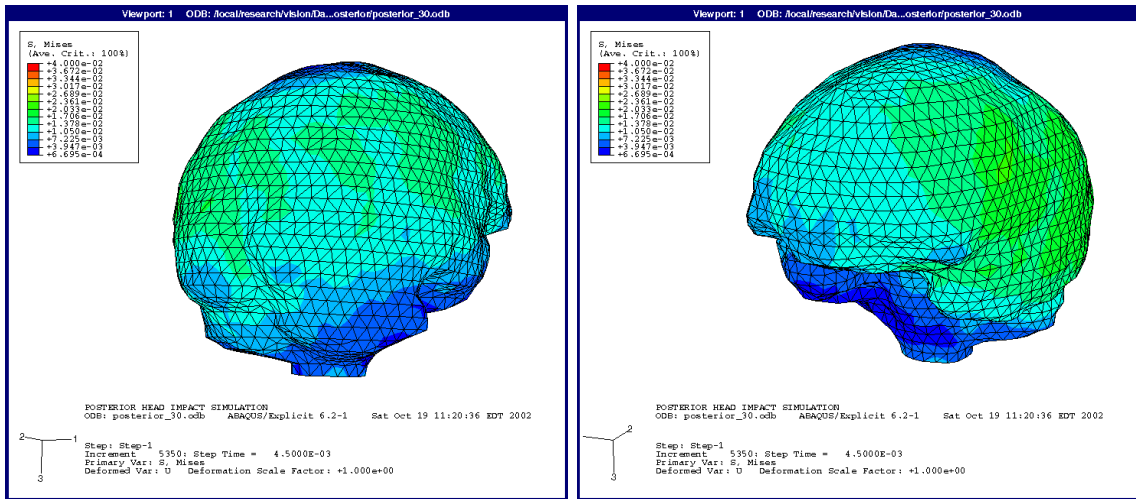 Viewport: 1 ODB: /local/research/vision/Da...osterior/posterior_30.odb
S, Mises
(Ave. Crit.: 100%)
+4.000e-02
+3.672e-02
+3.344e-02
+3.017e-02
+2.689e-02
+2.361e-02
+2.033e-02
+1.706e-02
+1.378e-02
+1.050e-02
+7.225e-03
+3.947e-03
+6.695e-04
POSTERIOR HEAD IMPACT SIMULATION
ODB: posterior_30.odb ABAQUS/Explicit 6.2-1 Sat Oct 19 11:20:36 EDT 2002
2
1
3
Step: Step-1
Increment 5350: Step Time = 4.5000E-03
Primary Var: S, Mises
Deformed Var: U Deformation Scale Factor: +1.000e+00
Viewport: 1 ODB: /local/research/vision/Da...osterior/posterior_30.odb
S, Mises
(Ave. Crit.: 100%)
+4.000e-02
+3.672e-02
+3.344e-02
+3.017e-02
+2.689e-02
+2.361e-02
+2.033e-02
+1.706e-02
+1.378e-02
+1.050e-02
+7.225e-03
+3.947e-03
+6.695e-04
POSTERIOR HEAD IMPACT SIMULATION
ODB: posterior_30.odb ABAQUS/Explicit 6.2-1 Sat Oct 19 11:20:36 EDT 2002
2
3
Step: Step-1
Increment 5350: Step Time = 4.5000E-03
Primary Var: S, Mises
Deformed Var: U Deformation Scale Factor: +1.000e+00